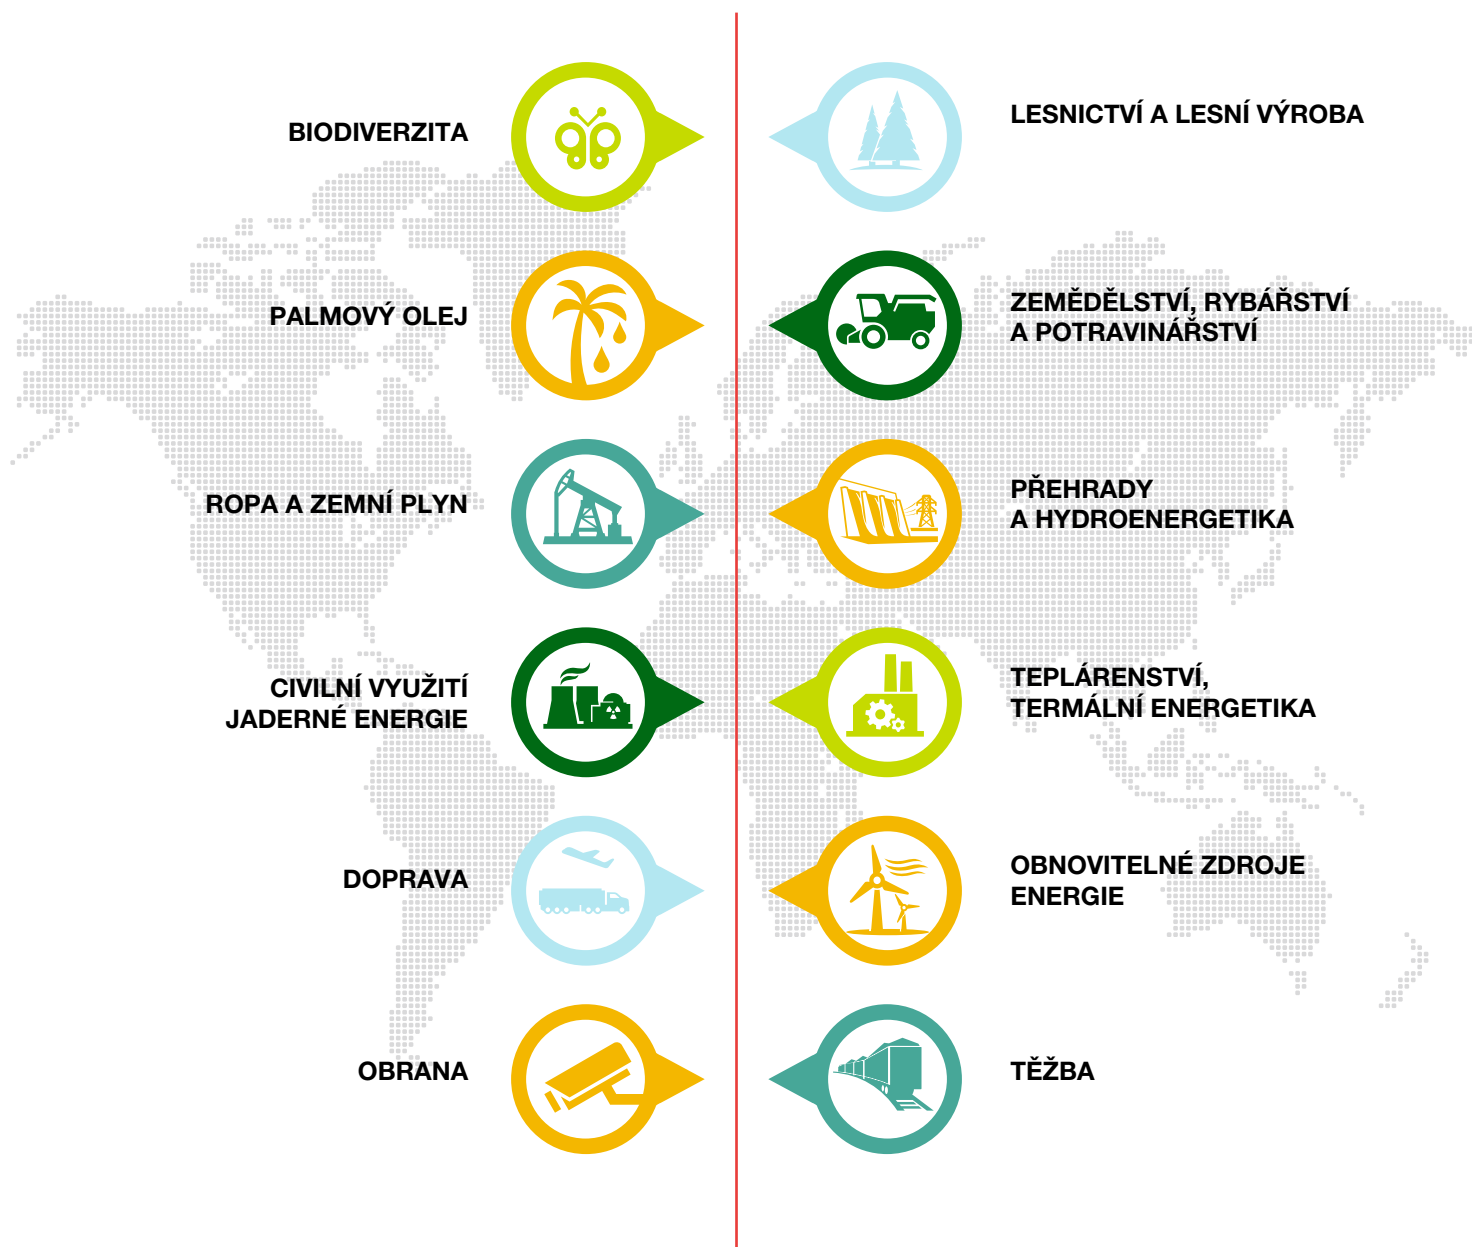 BIODIVERZITA
LESNICTVÍ A LESNÍ VÝROBA
PALMOVÝ OLEJ
ZEMĚDĚLSTVÍ, RYBÁŘSTVÍ
A POTRAVINÁŘSTVÍ
ROPA A ZEMNÍ PLYN
PŘEHRADY
A HYDROENERGETIKA
CIVILNÍ VYUŽITÍ
JADERNÉ ENERGIE
TEPLÁRENSTVÍ,
TERMÁLNÍ ENERGETIKA
DOPRAVA
OBNOVITELNÉ ZDROJE
ENERGIE
OBRANA
TĚŽBA